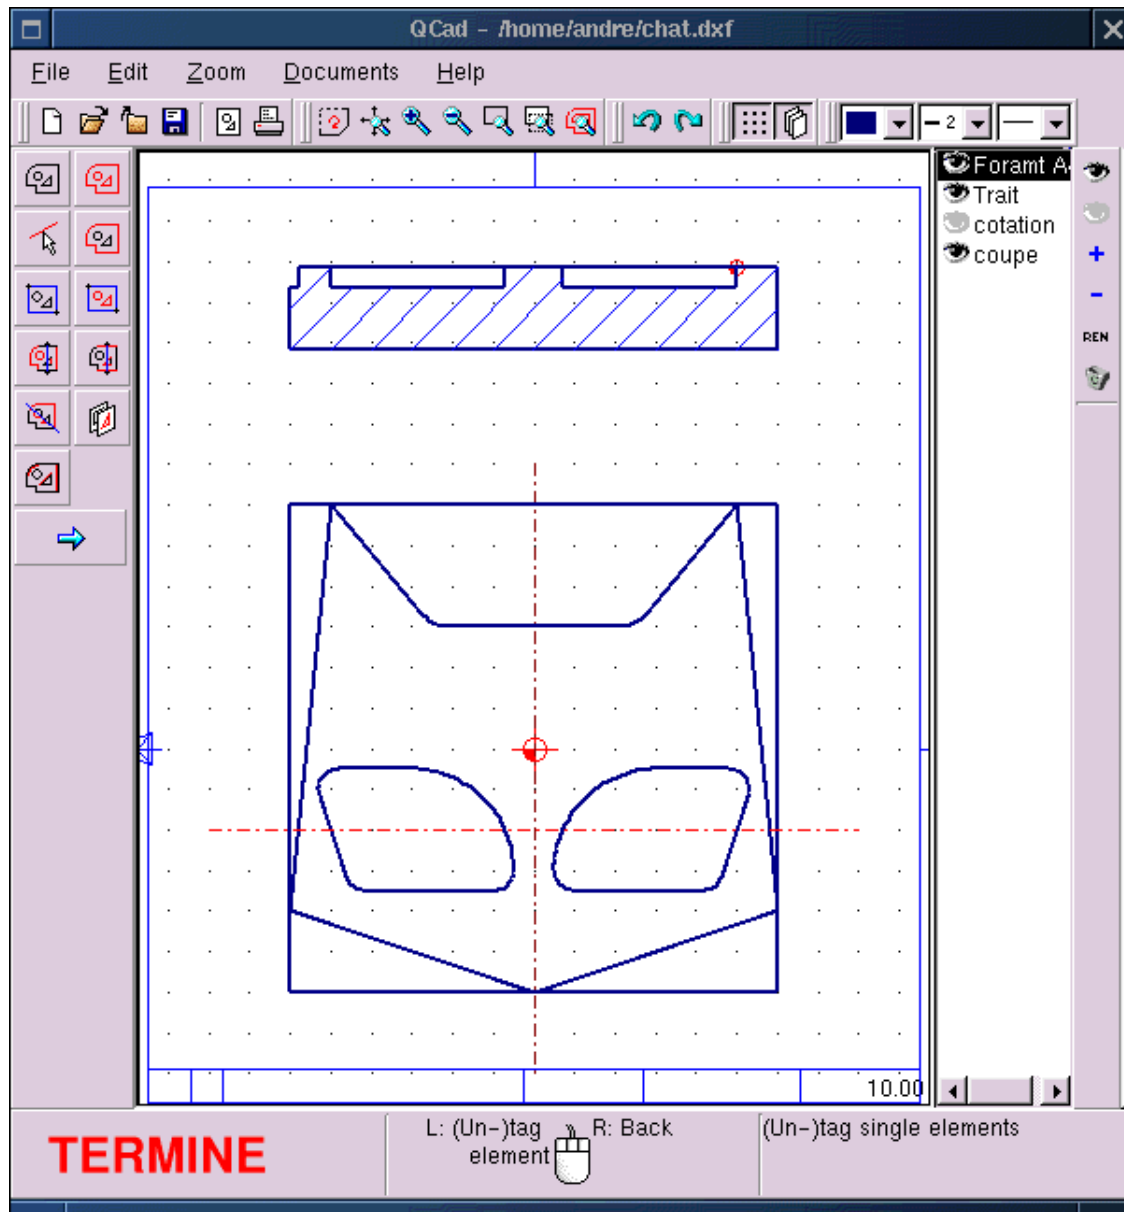 QCad - /home/andre/chat.dxf
File Edit Zoom Documents Help
2
Foramt A
Trait
cotation
coupe
REN
10.00
TERMINE
L: (Un-)tag element R: Back
(Un-)tag single elements